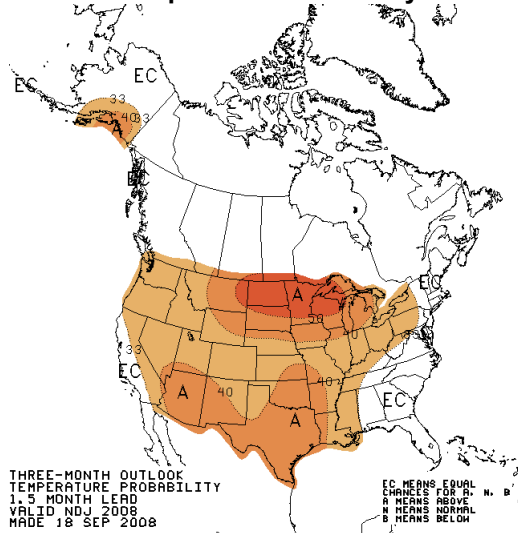 EC
EC
33
40
33
A
EC
A
EC
50
40
33
33
EC
A
40
40
A
EC
THREE-MONTH OUTLOOK
TEMPERATURE PROBABILITY
1.5 MONTH LEAD
VALID NDJ 2008
MADE 18 SEP 2008
EC MEANS EQUAL
CHANCES FOR A, N, B
A MEANS ABOVE
N MEANS NORMAL
B MEANS BELOW